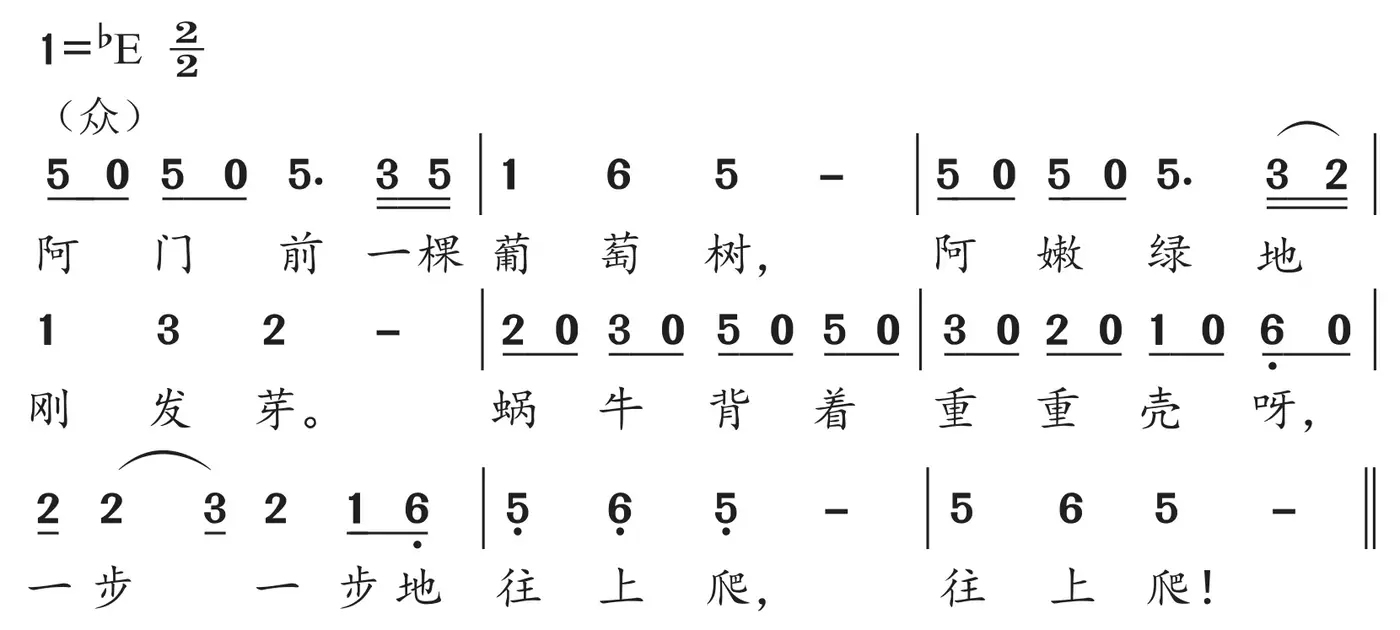 1=♭E 2/2
（众）
5 0 5 0 5. 3 5 | 1 6 5 – | 5 0 5 0 5. 3 2 |
阿 门 前 一棵 葡 萄 树， 阿 嫩 绿 地
1 3 2 – | 2 0 3 0 5 0 5 0 | 3 0 2 0 1 0 6̣ 0 |
刚 发 芽。 蜗 牛 背 着 重 重 壳 呀，
2 2 3 2 1 6̣ | 5̣ 6̣ 5̣ – | 5 6 5 – ‖
一 步 一 步 地 往 上 爬， 往 上 爬！